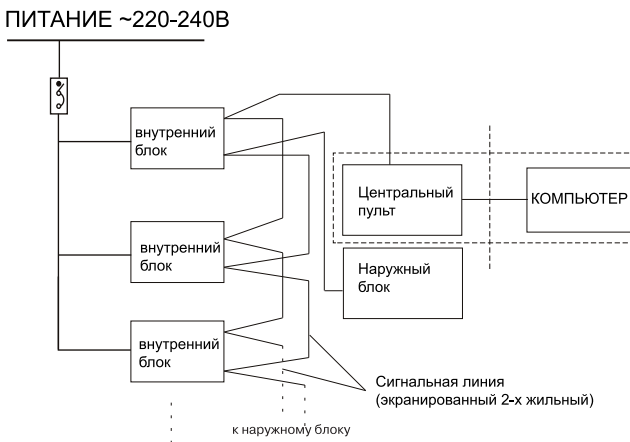 ПИТАНИЕ ~220-240В
внутренний
блок
Центральный
пульт
КОМПЬЮТЕР
внутренний
блок
Наружный
блок
внутренний
блок
Сигнальная линия
(экранированный 2-х жильный)
к наружному блоку